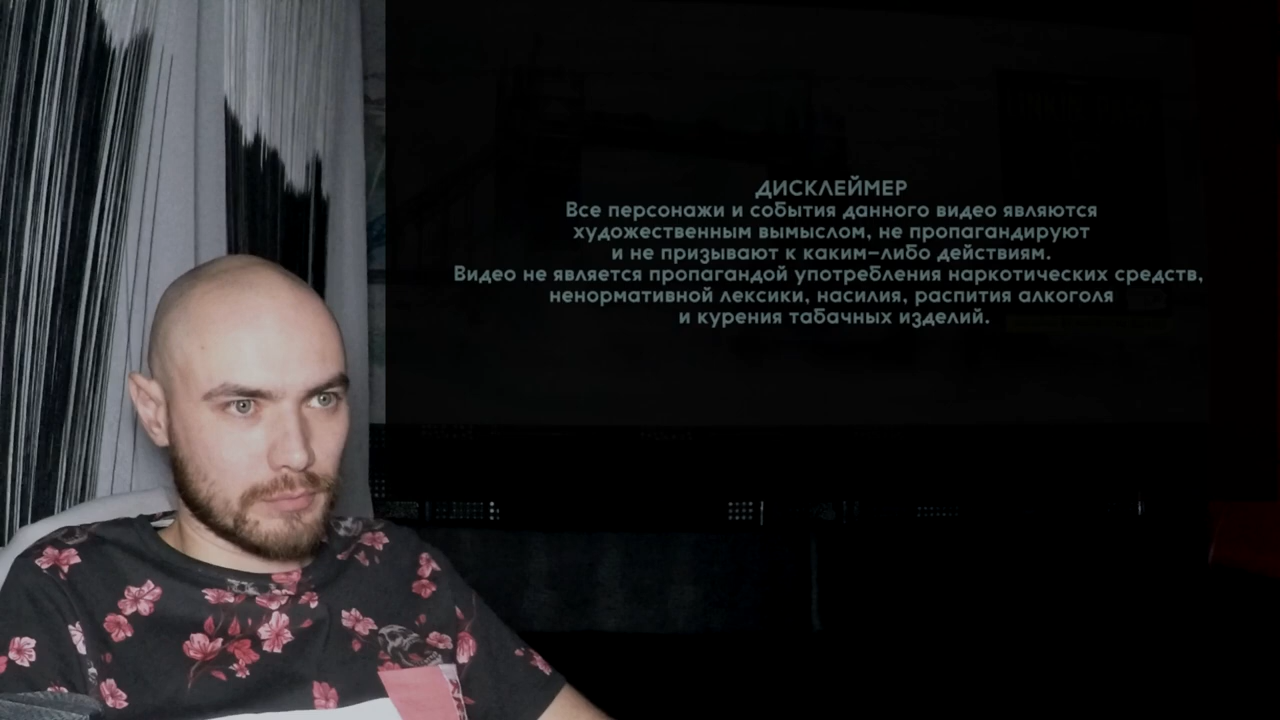 ДИСКЛЕЙМЕР
Все персонажи и события данного видео являются
художественным вымыслом, не пропагандируют
и не призывают к каким-либо действиям.
Видео не является пропагандой употребления наркотических средств,
ненормативной лексики, насилия, распития алкоголя
и курения табачных изделий.